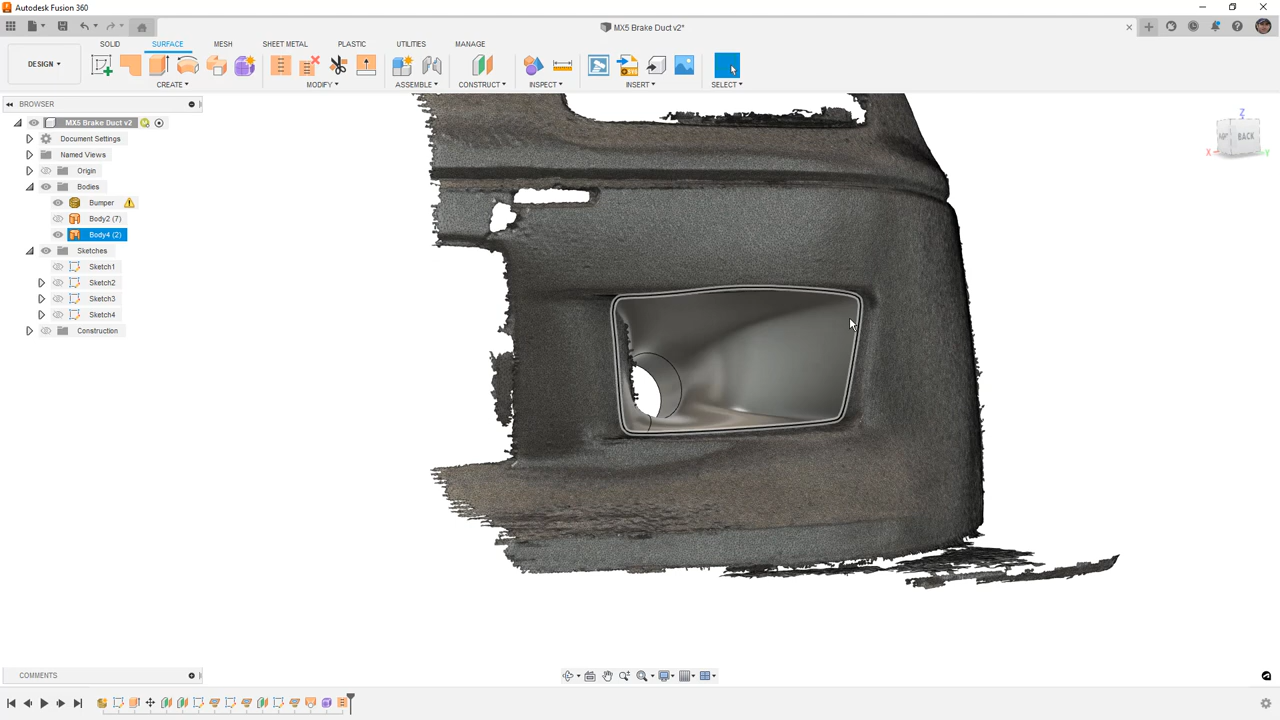 Autodesk Fusion 360
MX5 Brake Duct v2*
SOLID SURFACE MESH SHEET METAL PLASTIC UTILITIES MANAGE
DESIGN
CREATE MODIFY ASSEMBLE CONSTRUCT INSPECT INSERT SELECT
BROWSER
MX5 Brake Duct v2
Document Settings
Named Views
Origin
Bodies
Bumper
Body2 (7)
Body4 (2)
Sketches
Sketch1
Sketch2
Sketch3
Sketch4
Construction
Z
BACK
X
Y
COMMENTS